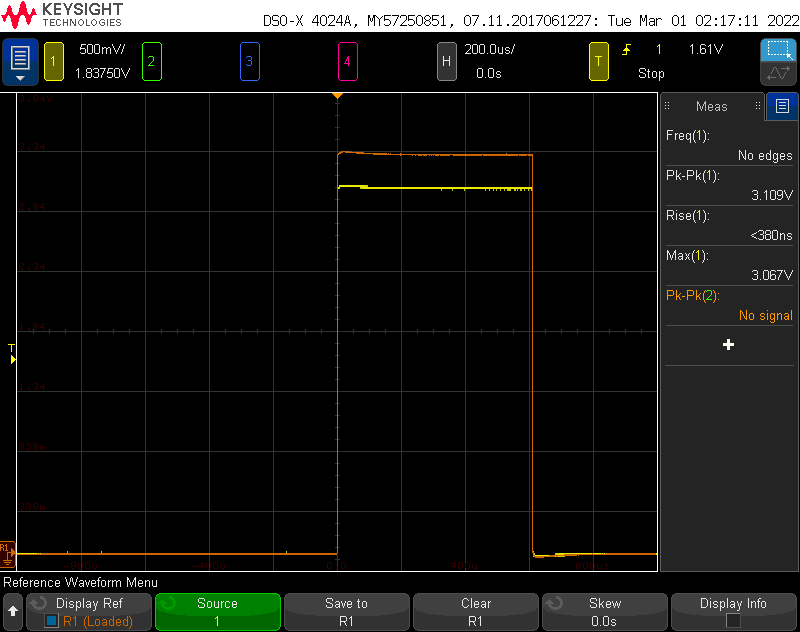 KEYSIGHT
TECHNOLOGIES
DSO-X 4024A, MY57250851, 07.11.2017061227: Tue Mar 01 02:17:11 2022
1 500mV/ 2 3 4 H 200.0us/ T 1 1.61V
1.83750V 0.0s Stop
Meas
Freq(1):
No edges
Pk-Pk(1):
3.109V
Rise(1):
<380ns
Max(1):
3.067V
Pk-Pk(2):
No signal
T
R1
Reference Waveform Menu
Display Ref
R1 (Loaded)
Source
1
Save to
R1
Clear
R1
Skew
0.0s
Display Info